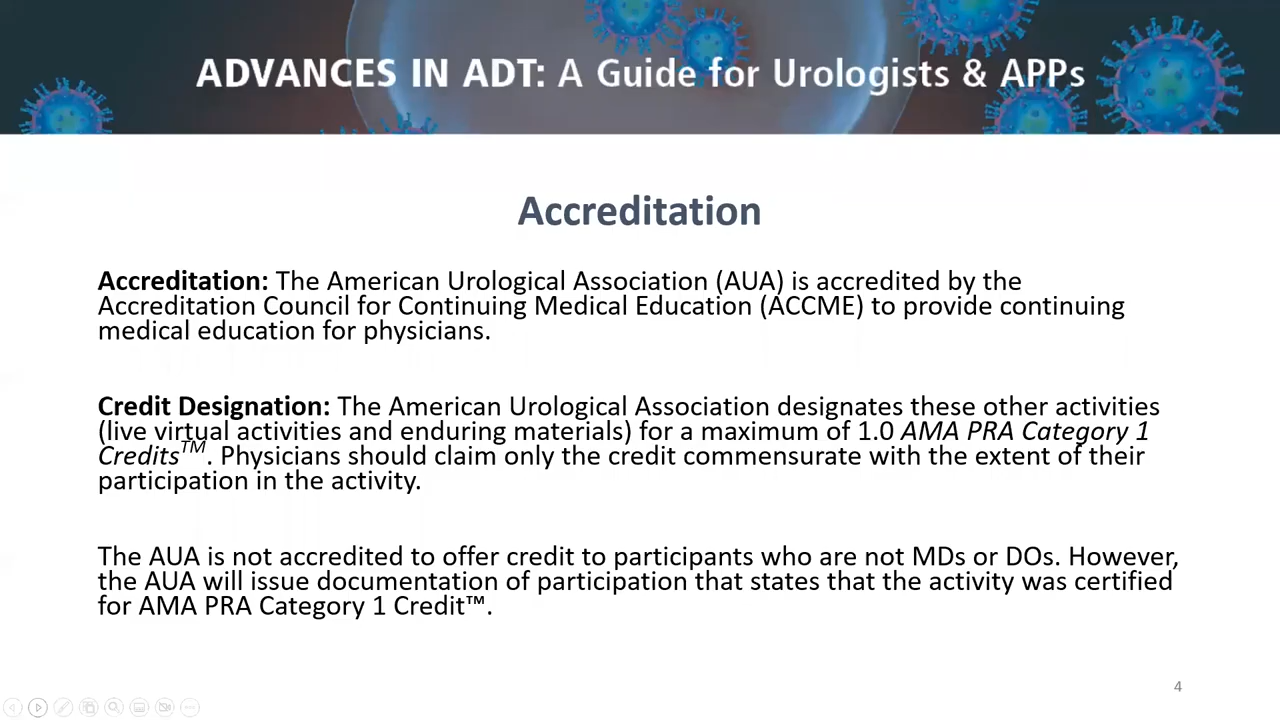 ADVANCES IN ADT: A Guide for Urologists & APPs
Accreditation
Accreditation: The American Urological Association (AUA) is accredited by the
Accreditation Council for Continuing Medical Education (ACCME) to provide continuing
medical education for physicians.
Credit Designation: The American Urological Association designates these other activities
(live virtual activities and enduring materials) for a maximum of 1.0 AMA PRA Category 1
Credits™. Physicians should claim only the credit commensurate with the extent of their
participation in the activity.
The AUA is not accredited to offer credit to participants who are not MDs or DOs. However,
the AUA will issue documentation of participation that states that the activity was certified
for AMA PRA Category 1 Credit™.
4